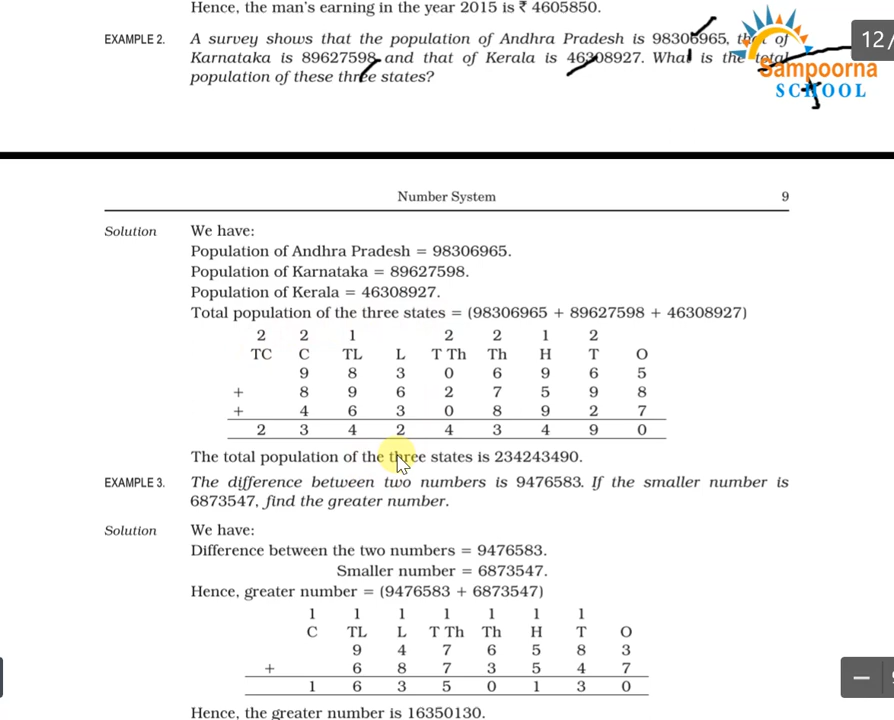 Hence, the man's earning in the year 2015 is ₹ 4605850.
EXAMPLE 2. A survey shows that the population of Andhra Pradesh is 98306965, that of
Karnataka is 89627598 and that of Kerala is 46308927. What is the total
population of these three states?
12/
Sampoorna
SCHOOL
Number System 9
Solution We have:
Population of Andhra Pradesh = 98306965.
Population of Karnataka = 89627598.
Population of Kerala = 46308927.
Total population of the three states = (98306965 + 89627598 + 46308927)
2 2 1 2 2 1 2
TC C TL L T Th Th H T O
9 8 3 0 6 9 6 5
+ 8 9 6 2 7 5 9 8
+ 4 6 3 0 8 9 2 7
2 3 4 2 4 3 4 9 0
The total population of the three states is 234243490.
EXAMPLE 3. The difference between two numbers is 9476583. If the smaller number is
6873547, find the greater number.
Solution We have:
Difference between the two numbers = 9476583.
Smaller number = 6873547.
Hence, greater number = (9476583 + 6873547)
1 1 1 1 1 1 1
C TL L T Th Th H T O
9 4 7 6 5 8 3
+ 6 8 7 3 5 4 7
1 6 3 5 0 1 3 0
Hence, the greater number is 16350130.